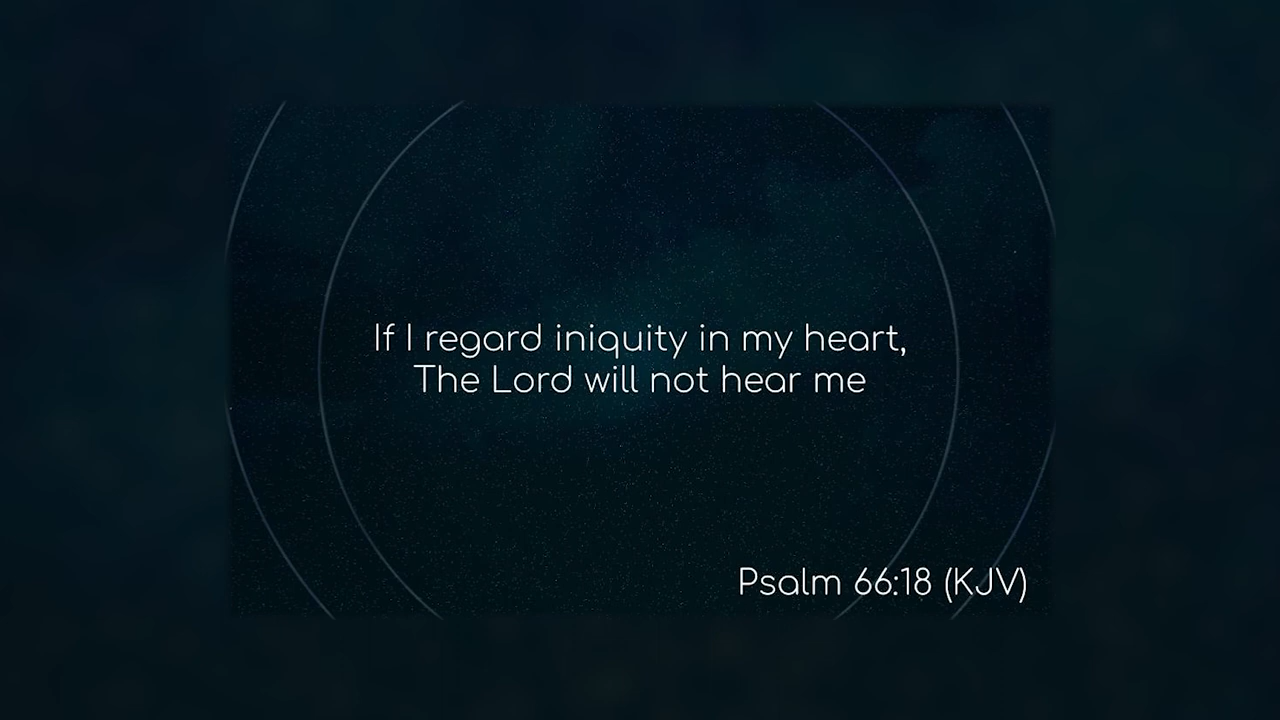 If I regard iniquity in my heart,
The Lord will not hear me
Psalm 66:18 (KJV)